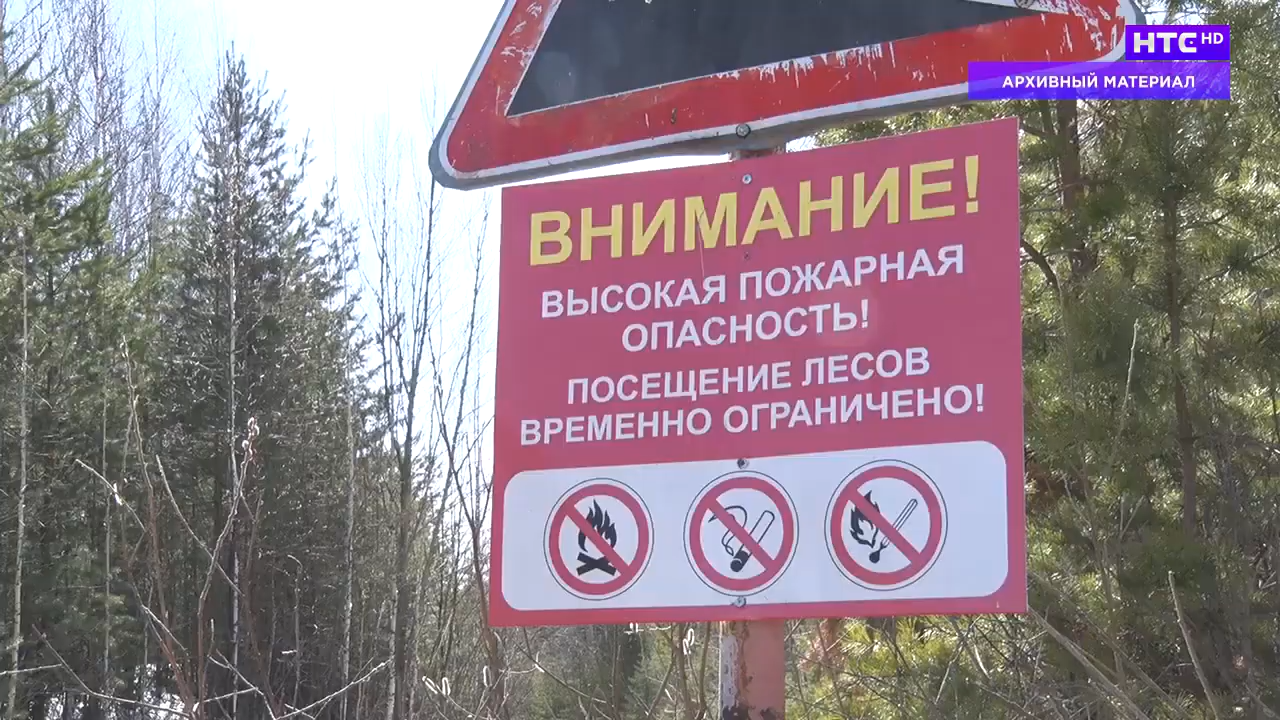 НТС HD
АРХИВНЫЙ МАТЕРИАЛ
ВНИМАНИЕ!
ВЫСОКАЯ ПОЖАРНАЯ
ОПАСНОСТЬ!
ПОСЕЩЕНИЕ ЛЕСОВ
ВРЕМЕННО ОГРАНИЧЕНО!